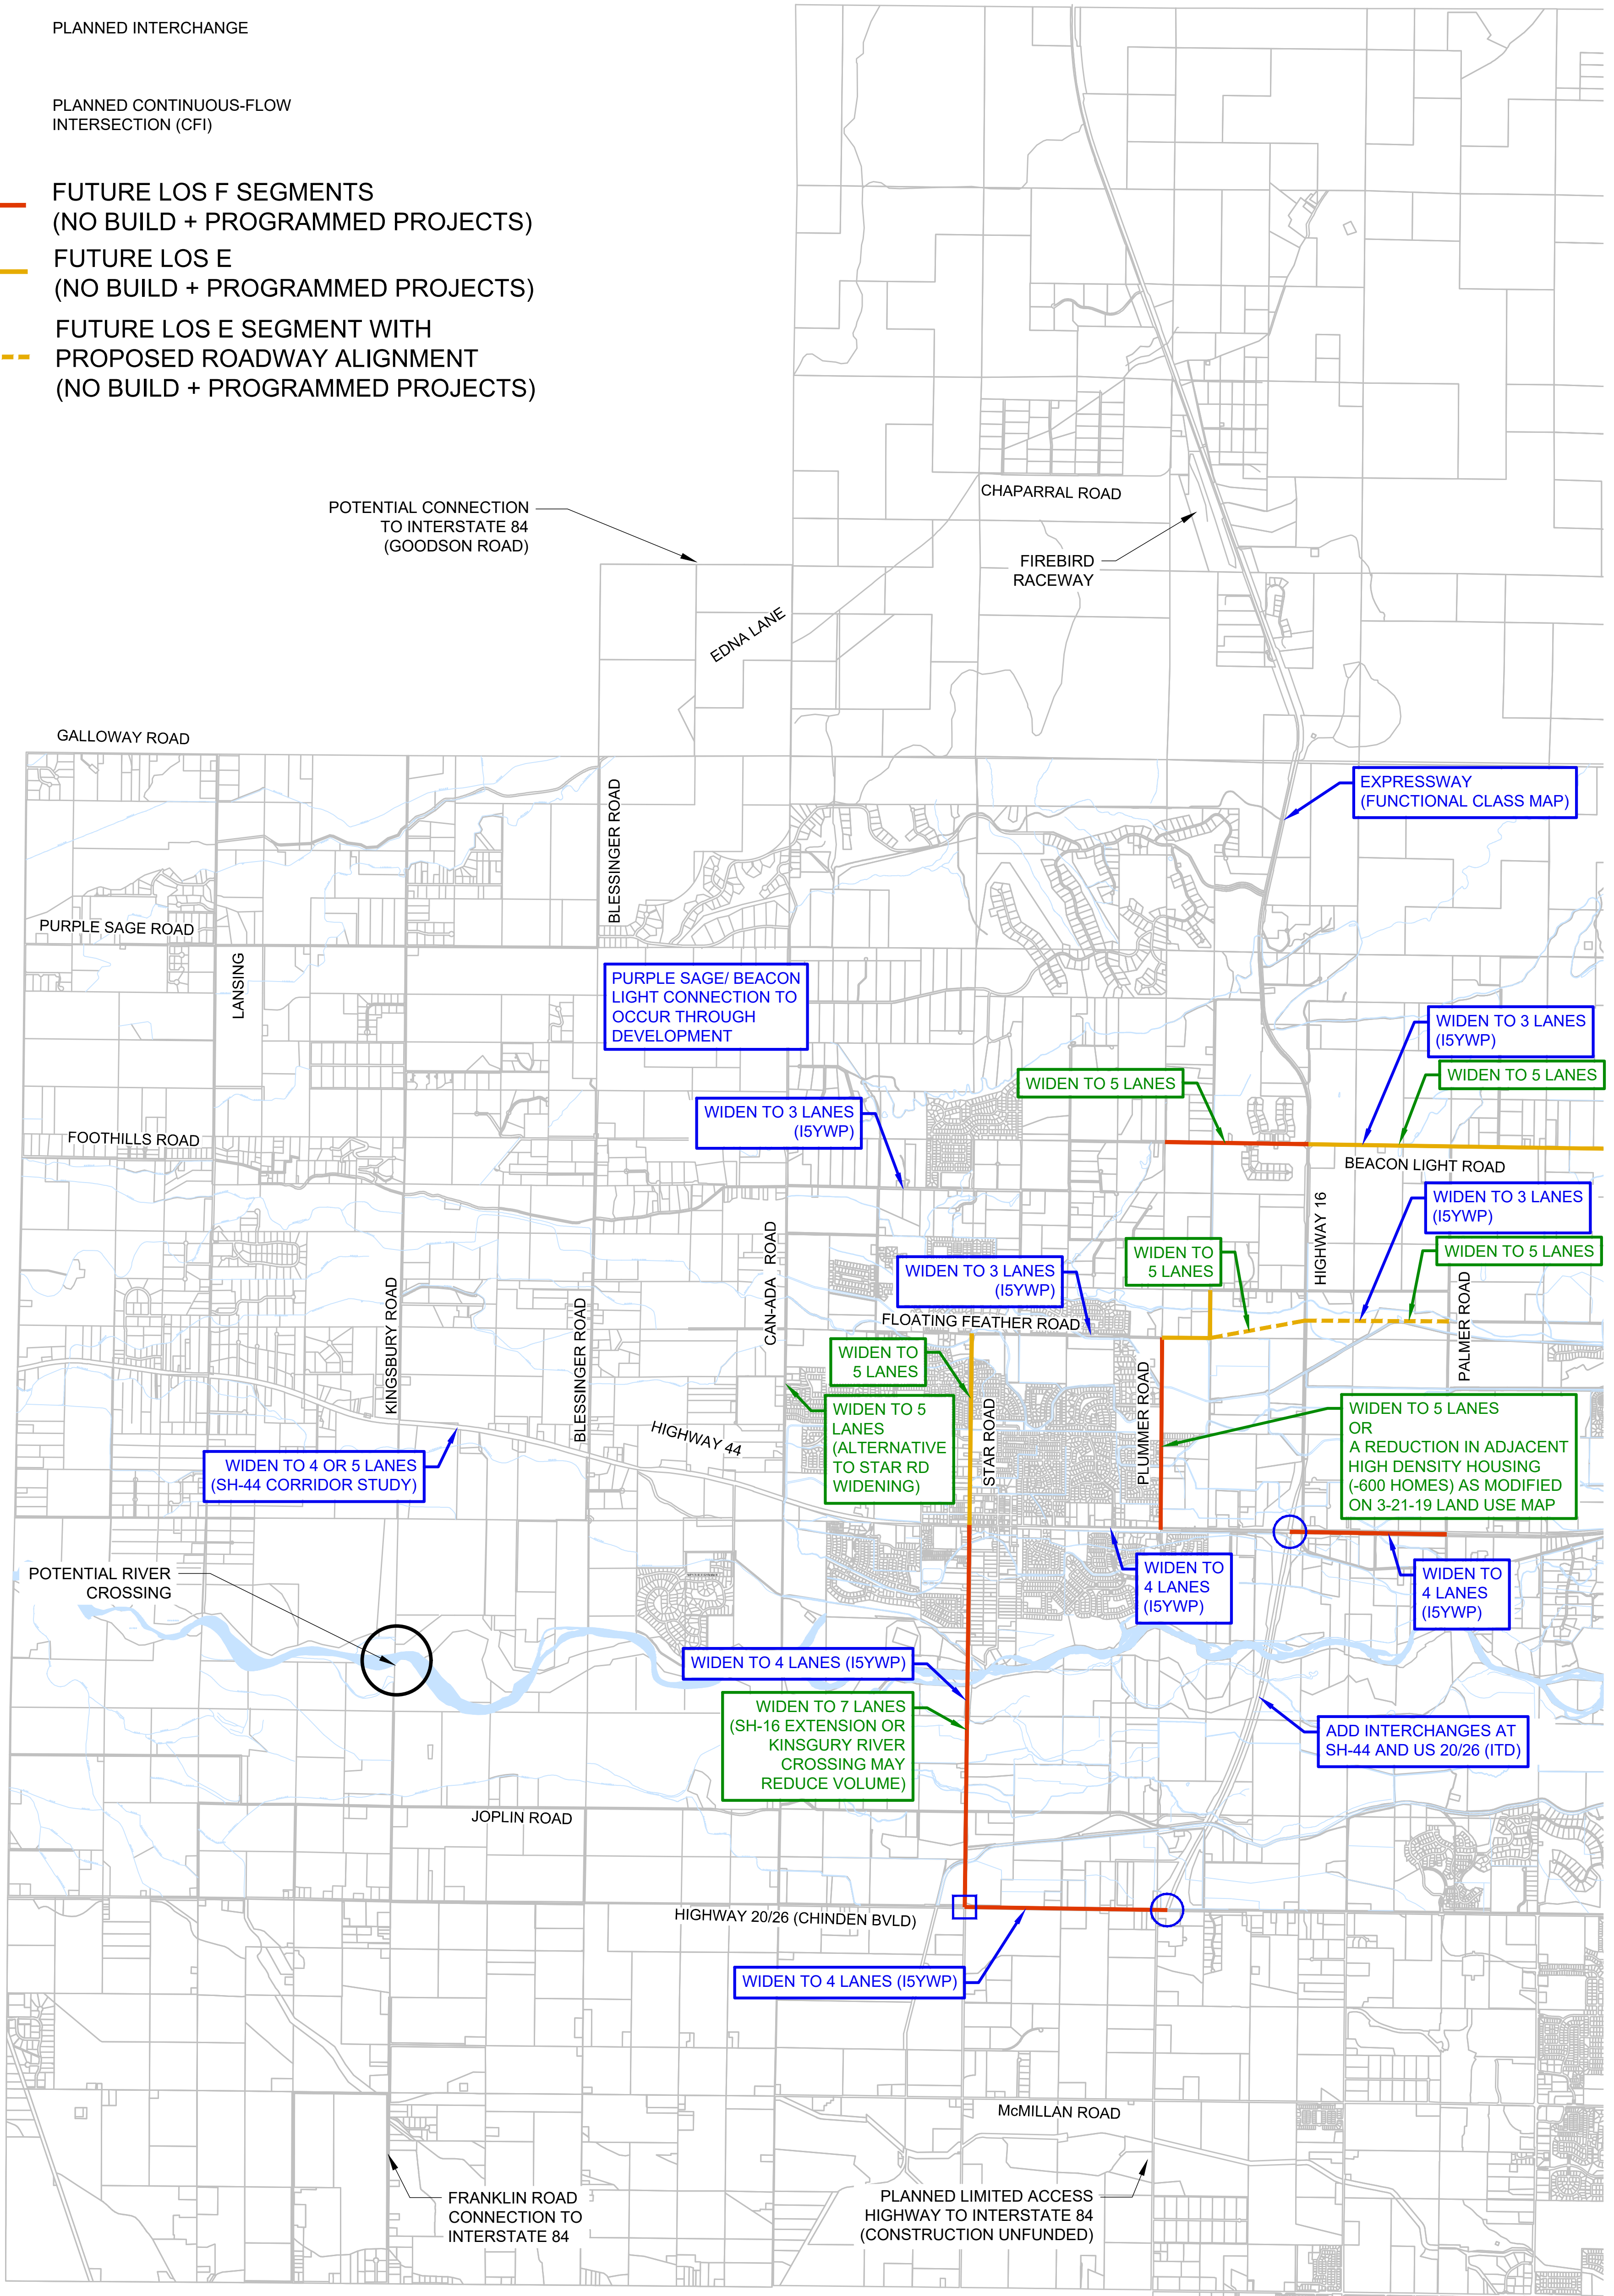 PLANNED INTERCHANGE
PLANNED CONTINUOUS-FLOW
INTERSECTION (CFI)
FUTURE LOS F SEGMENTS
(NO BUILD + PROGRAMMED PROJECTS)
FUTURE LOS E
(NO BUILD + PROGRAMMED PROJECTS)
FUTURE LOS E SEGMENT WITH
PROPOSED ROADWAY ALIGNMENT
(NO BUILD + PROGRAMMED PROJECTS)
CHAPARRAL ROAD
POTENTIAL CONNECTION
TO INTERSTATE 84
(GOODSON ROAD)
FIREBIRD
RACEWAY
EDNA LANE
GALLOWAY ROAD
EXPRESSWAY
(FUNCTIONAL CLASS MAP)
BLESSINGER ROAD
PURPLE SAGE ROAD
LANSING
PURPLE SAGE/ BEACON
LIGHT CONNECTION TO
OCCUR THROUGH
DEVELOPMENT
WIDEN TO 3 LANES
(I5YWP)
WIDEN TO 5 LANES
WIDEN TO 5 LANES
WIDEN TO 3 LANES
(I5YWP)
FOOTHILLS ROAD
BEACON LIGHT ROAD
WIDEN TO 3 LANES
(I5YWP)
HIGHWAY 16
CAN-ADA ROAD
WIDEN TO
5 LANES
WIDEN TO 5 LANES
WIDEN TO 3 LANES
(I5YWP)
KINGSBURY ROAD
BLESSINGER ROAD
FLOATING FEATHER ROAD
PALMER ROAD
WIDEN TO
5 LANES
PLUMMER ROAD
STAR ROAD
WIDEN TO 5
LANES
(ALTERNATIVE
TO STAR RD
WIDENING)
WIDEN TO 5 LANES
OR
A REDUCTION IN ADJACENT
HIGH DENSITY HOUSING
(-600 HOMES) AS MODIFIED
ON 3-21-19 LAND USE MAP
HIGHWAY 44
WIDEN TO 4 OR 5 LANES
(SH-44 CORRIDOR STUDY)
WIDEN TO
4 LANES
(I5YWP)
WIDEN TO
4 LANES
(I5YWP)
POTENTIAL RIVER
CROSSING
WIDEN TO 4 LANES (I5YWP)
WIDEN TO 7 LANES
(SH-16 EXTENSION OR
KINSGURY RIVER
CROSSING MAY
REDUCE VOLUME)
ADD INTERCHANGES AT
SH-44 AND US 20/26 (ITD)
JOPLIN ROAD
HIGHWAY 20/26 (CHINDEN BVLD)
WIDEN TO 4 LANES (I5YWP)
McMILLAN ROAD
FRANKLIN ROAD
CONNECTION TO
INTERSTATE 84
PLANNED LIMITED ACCESS
HIGHWAY TO INTERSTATE 84
(CONSTRUCTION UNFUNDED)